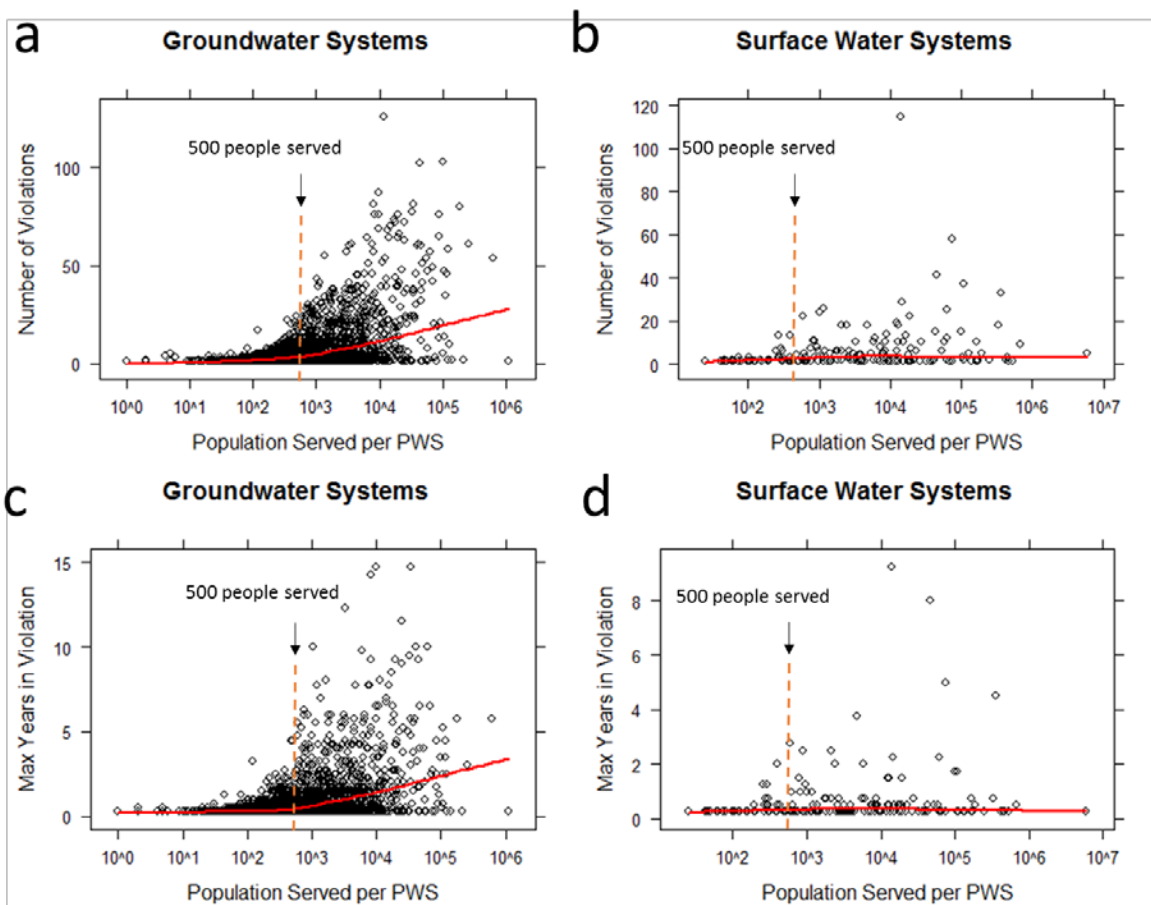 a
Groundwater Systems
500 people served
Number of Violations
100
50
0
10^0 10^1 10^2 10^3 10^4 10^5 10^6
Population Served per PWS
b
Surface Water Systems
500 people served
Number of Violations
120
100
80
60
40
20
0
10^2 10^3 10^4 10^5 10^6 10^7
Population Served per PWS
c
Groundwater Systems
500 people served
Max Years in Violation
15
10
5
0
10^0 10^1 10^2 10^3 10^4 10^5 10^6
Population Served per PWS
d
Surface Water Systems
500 people served
Max Years in Violation
8
6
4
2
0
10^2 10^3 10^4 10^5 10^6 10^7
Population Served per PWS